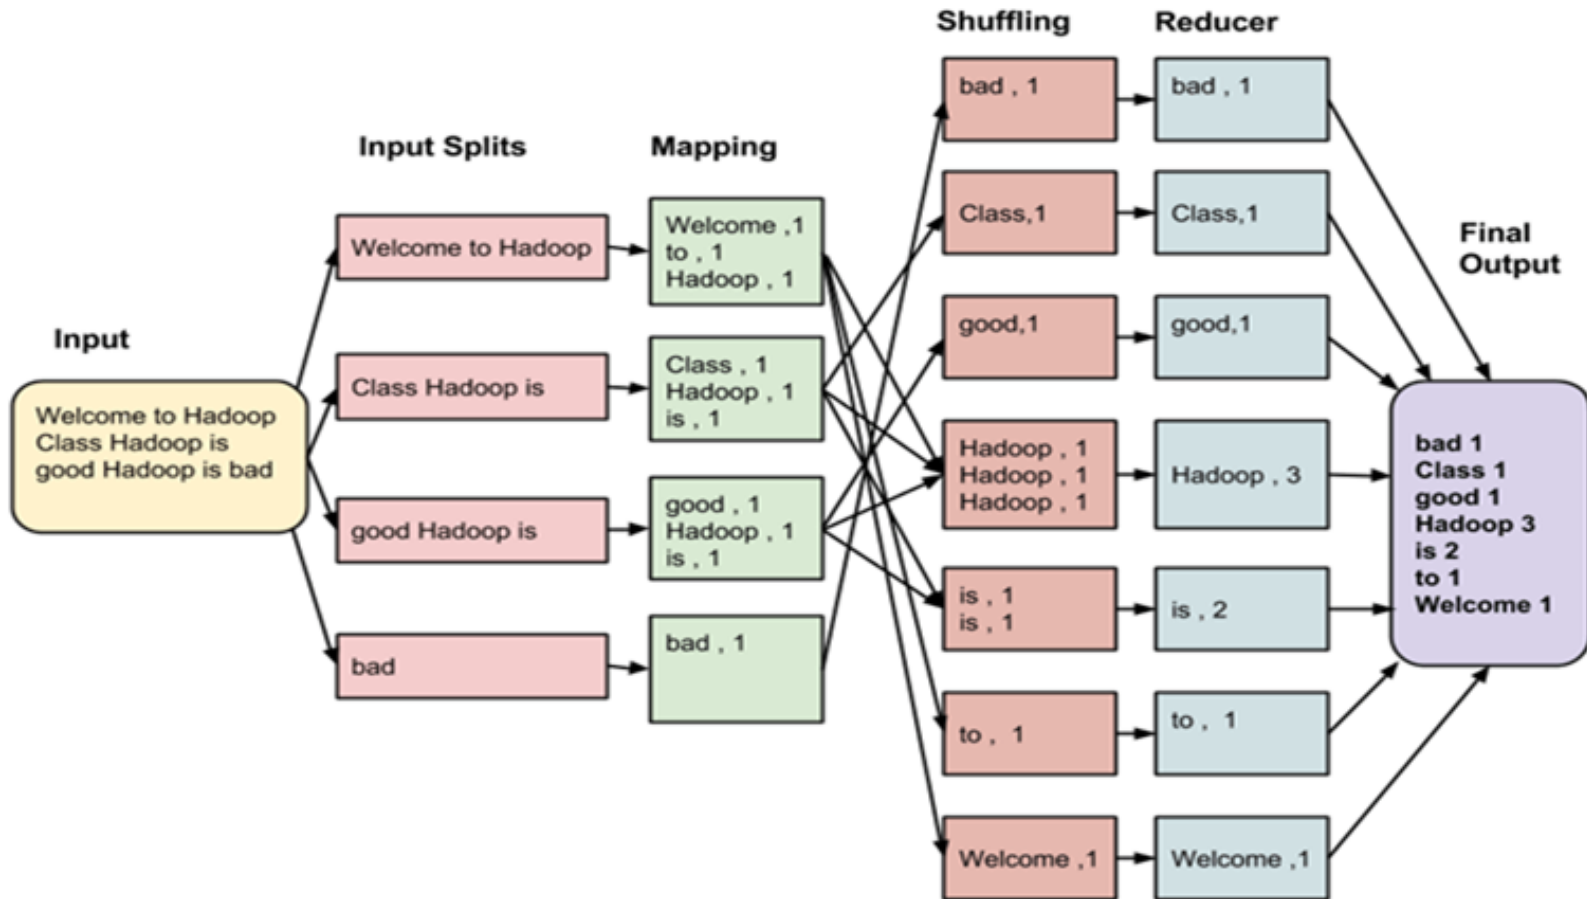 Input
Welcome to Hadoop
Class Hadoop is
good Hadoop is bad
Input Splits
Welcome to Hadoop
Class Hadoop is
good Hadoop is
bad
Mapping
Welcome ,1
to , 1
Hadoop , 1
Class , 1
Hadoop , 1
is , 1
good , 1
Hadoop , 1
is , 1
bad , 1
Shuffling
bad , 1
Class,1
good,1
Hadoop , 1
Hadoop , 1
Hadoop , 1
is , 1
is , 1
to , 1
Welcome ,1
Reducer
bad , 1
Class,1
good,1
Hadoop , 3
is , 2
to , 1
Welcome ,1
Final
Output
bad 1
Class 1
good 1
Hadoop 3
is 2
to 1
Welcome 1